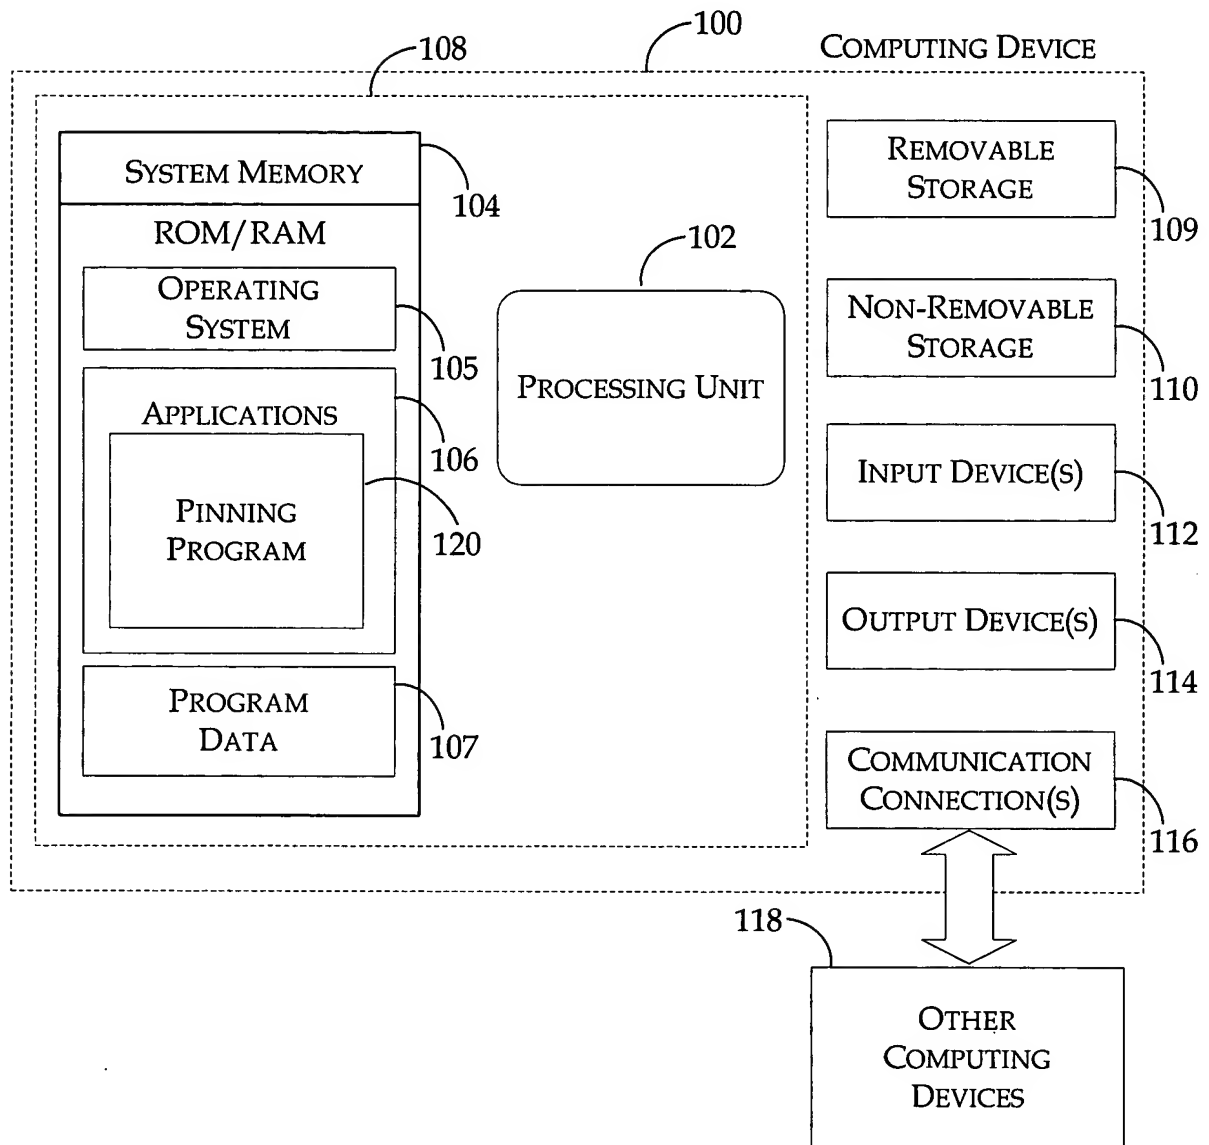 100
COMPUTING DEVICE
108
SYSTEM MEMORY
104
ROM/RAM
OPERATING
SYSTEM
105
APPLICATIONS
106
PINNING
PROGRAM
120
PROGRAM
DATA
107
102
PROCESSING UNIT
REMOVABLE
STORAGE
109
NON-REMOVABLE
STORAGE
110
INPUT DEVICE(S)
112
OUTPUT DEVICE(S)
114
COMMUNICATION
CONNECTION(S)
116
118
OTHER
COMPUTING
DEVICES